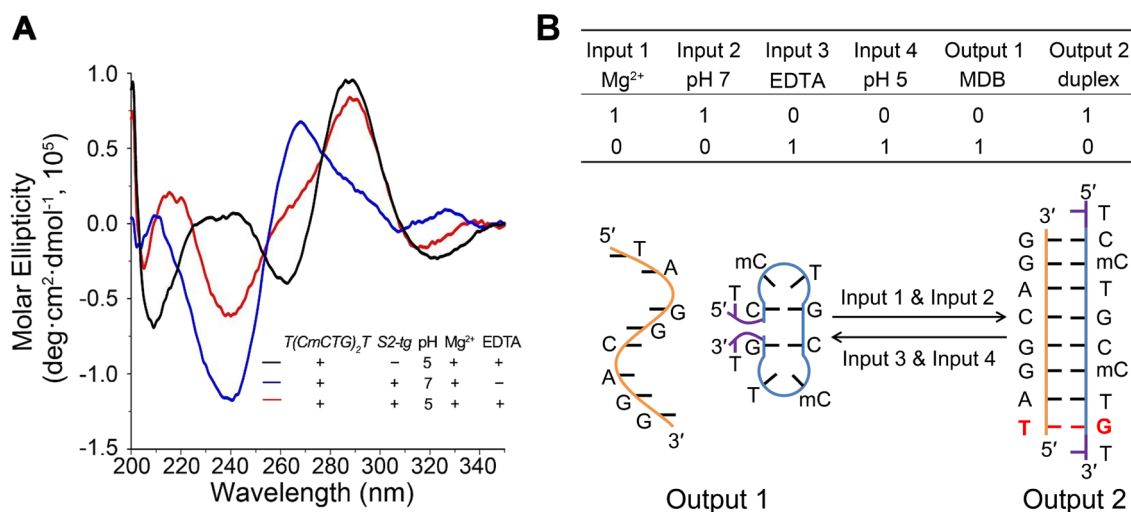 A
Molar Ellipticity
(deg·cm²·dmol⁻¹, 10⁵)
1.0
0.5
0.0
-0.5
-1.0
-1.5
T(CmCTG)₂T S2-tg pH Mg²⁺ EDTA
+ − 5 + +
+ + 7 + −
+ + 5 + +
200 220 240 260 280 300 320 340
Wavelength (nm)
B
Input 1 Input 2 Input 3 Input 4 Output 1 Output 2
Mg²⁺ pH 7 EDTA pH 5 MDB duplex
1 1 0 0 0 1
0 0 1 1 1 0
5′
T
A
G
G
C
A
G
G
3′
mC
T
T
5′
C
G
3′
G
C
T
T
mC
Input 1 & Input 2
Input 3 & Input 4
5′
3′
T
G C
G mC
A T
C G
G C
G mC
A T
T G
5′
T
3′
Output 1
Output 2